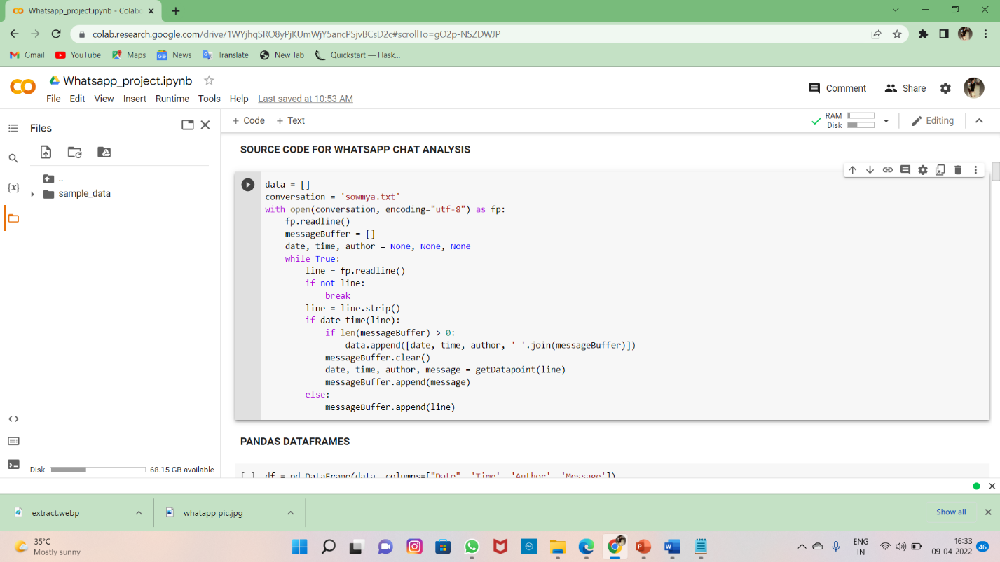 Whatsapp_project.ipynb - Colab
colab.research.google.com/drive/1WYjhqSRO8yPjKUmWjY5ancPSjvBCsD2c#scrollTo=gO2p-NSZDWJP
Gmail YouTube Maps News Translate New Tab Quickstart — Flask...
Whatsapp_project.ipynb
File Edit View Insert Runtime Tools Help Last saved at 10:53 AM
Comment Share
Files
+ Code + Text
RAM
Disk
Editing
..
sample_data
{x}
SOURCE CODE FOR WHATSAPP CHAT ANALYSIS
data = []
conversation = 'sowmya.txt'
with open(conversation, encoding="utf-8") as fp:
    fp.readline()
    messageBuffer = []
    date, time, author = None, None, None
    while True:
        line = fp.readline()
        if not line:
            break
        line = line.strip()
        if date_time(line):
            if len(messageBuffer) > 0:
                data.append([date, time, author, ' '.join(messageBuffer)])
            messageBuffer.clear()
            date, time, author, message = getDatapoint(line)
            messageBuffer.append(message)
        else:
            messageBuffer.append(line)
PANDAS DATAFRAMES
[ ] df = pd.DataFrame(data, columns=["Date", 'Time', 'Author', 'Message'])
Disk 68.15 GB available
extract.webp
whatapp pic.jpg
Show all
35°C
Mostly sunny
ENG
IN
16:33
09-04-2022
46